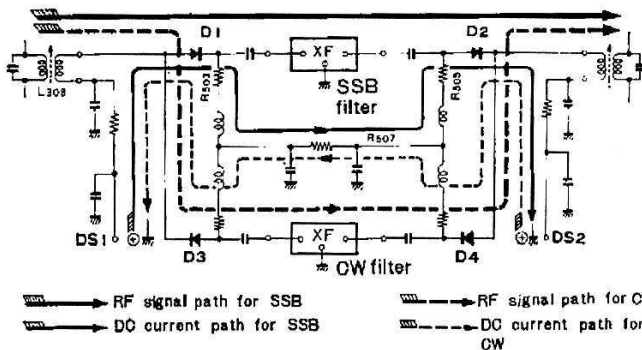 D1
D2
XF
SSB
filter
L308
R503
R505
R507
DS1
DS2
D3
D4
XF
CW filter
RF signal path for SSB
DC current path for SSB
RF signal path for C
DC current path for
CW